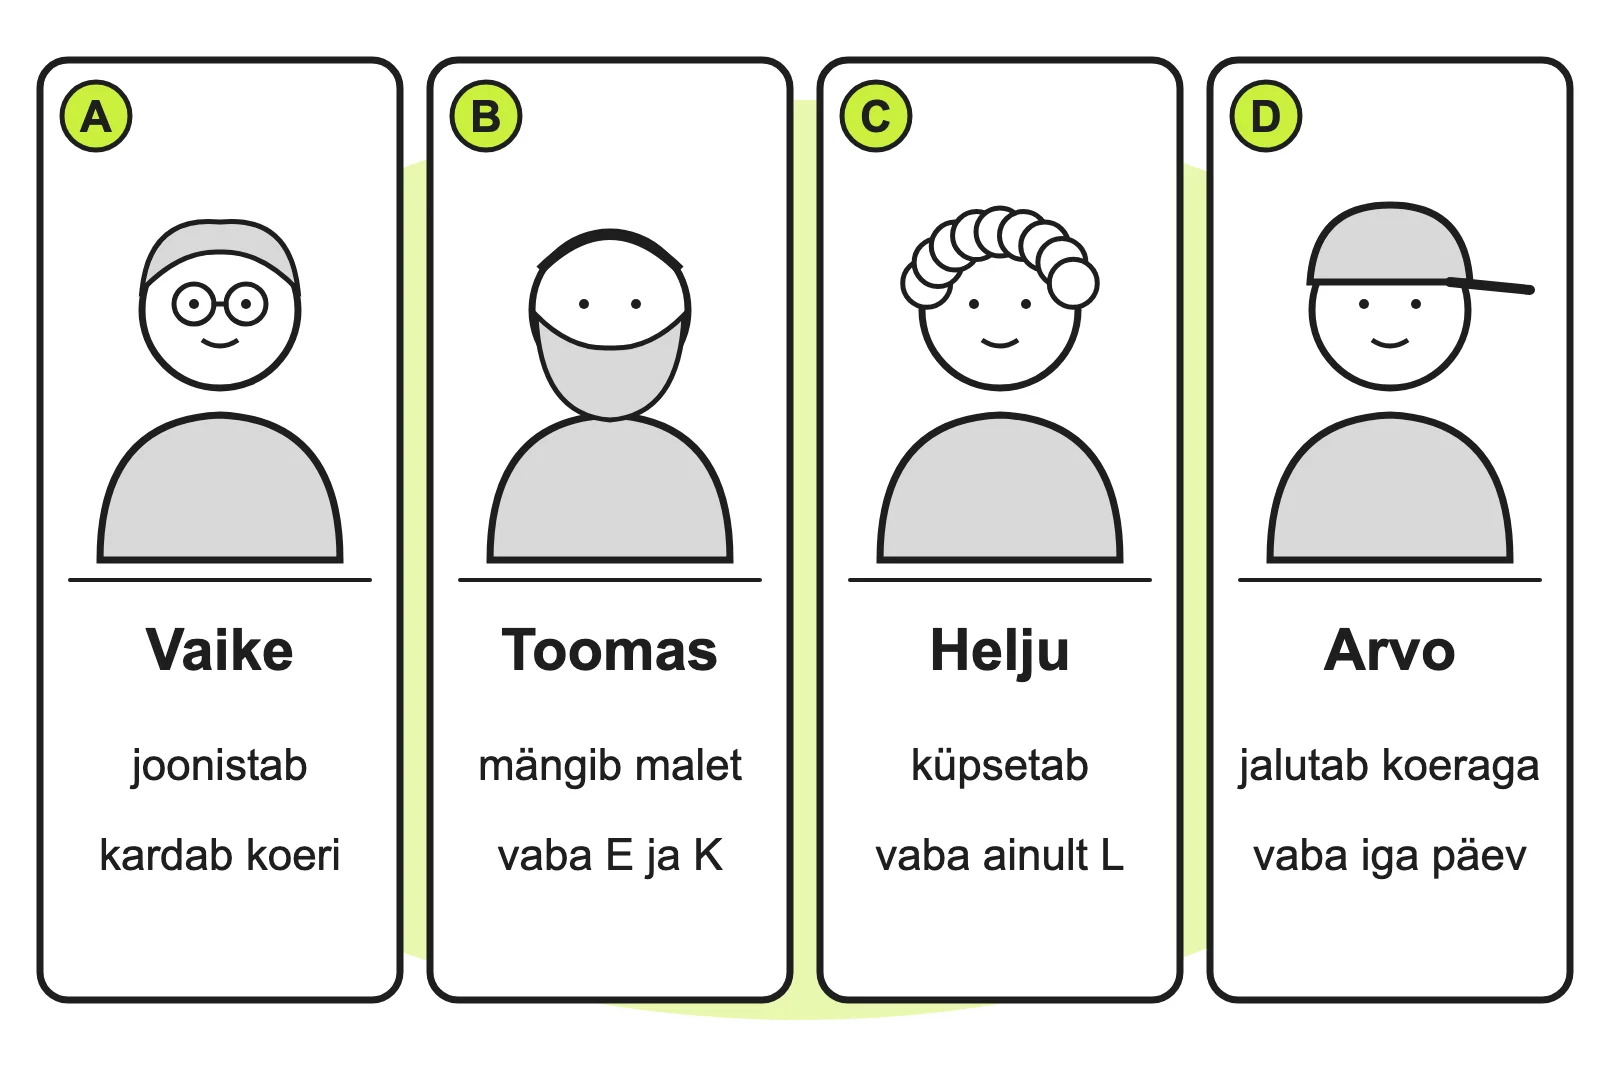 A
Vaike
joonistab
kardab koeri
B
Toomas
mängib malet
vaba E ja K
C
Helju
küpsetab
vaba ainult L
D
Arvo
jalutab koeraga
vaba iga päev